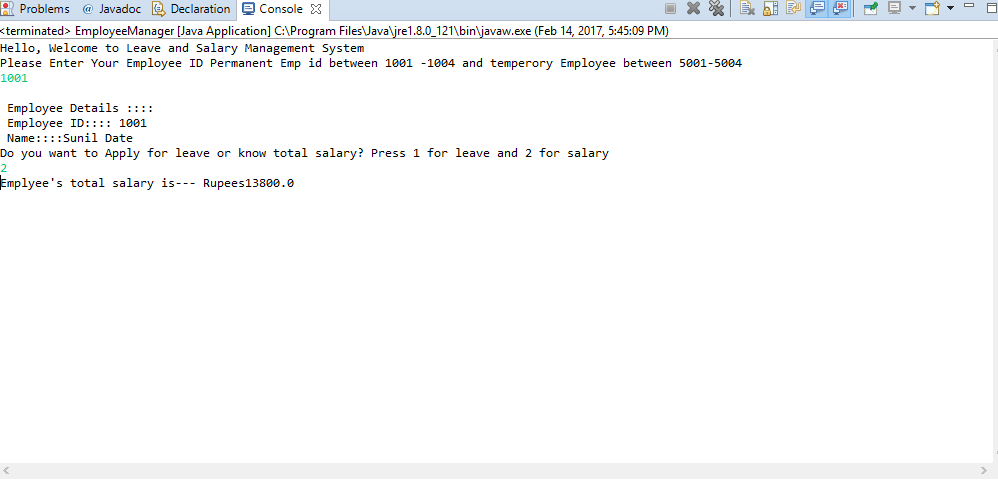 Problems @ Javadoc Declaration Console
<terminated> EmployeeManager [Java Application] C:\Program Files\Java\jre1.8.0_121\bin\javaw.exe (Feb 14, 2017, 5:45:09 PM)
Hello, Welcome to Leave and Salary Management System
Please Enter Your Employee ID Permanent Emp id between 1001 -1004 and temperory Employee between 5001-5004
1001
Employee Details ::::
Employee ID:::: 1001
Name::::Sunil Date
Do you want to Apply for leave or know total salary? Press 1 for leave and 2 for salary
2
Emplyee's total salary is--- Rupees13800.0